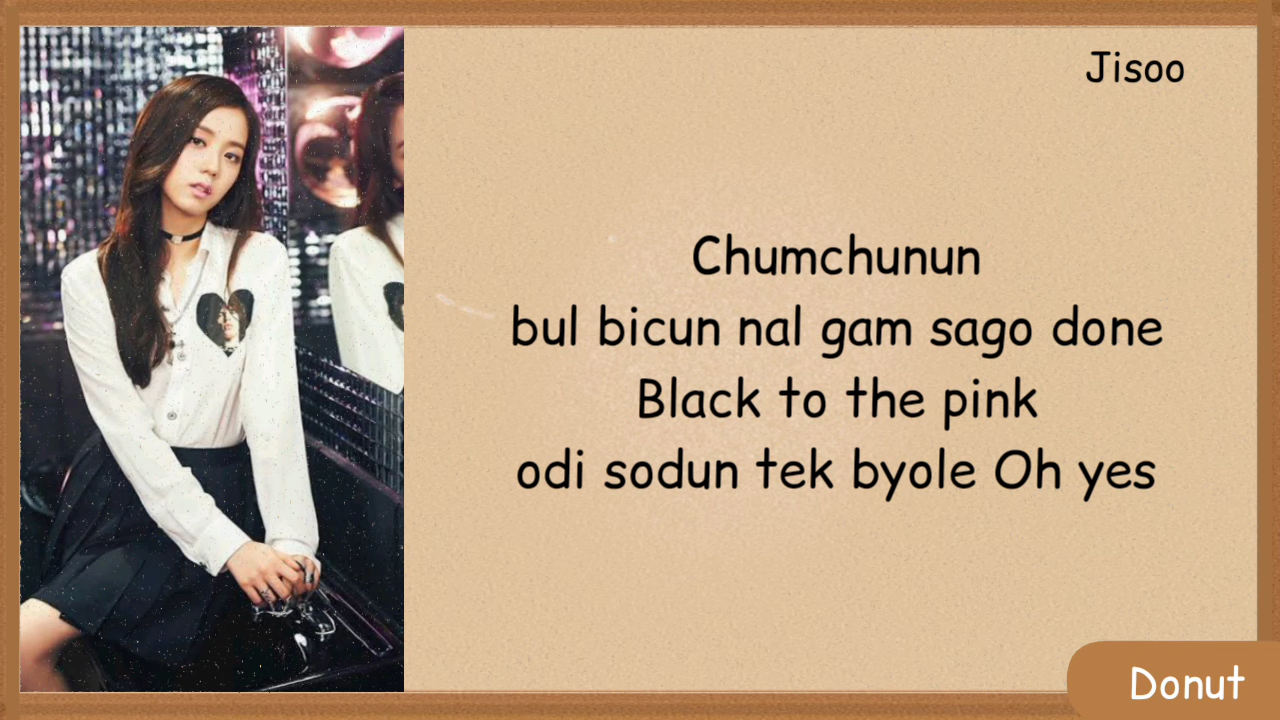 Jisoo
Chumchunun
bul bicun nal gam sago done
Black to the pink
odi sodun tek byole Oh yes
Donut